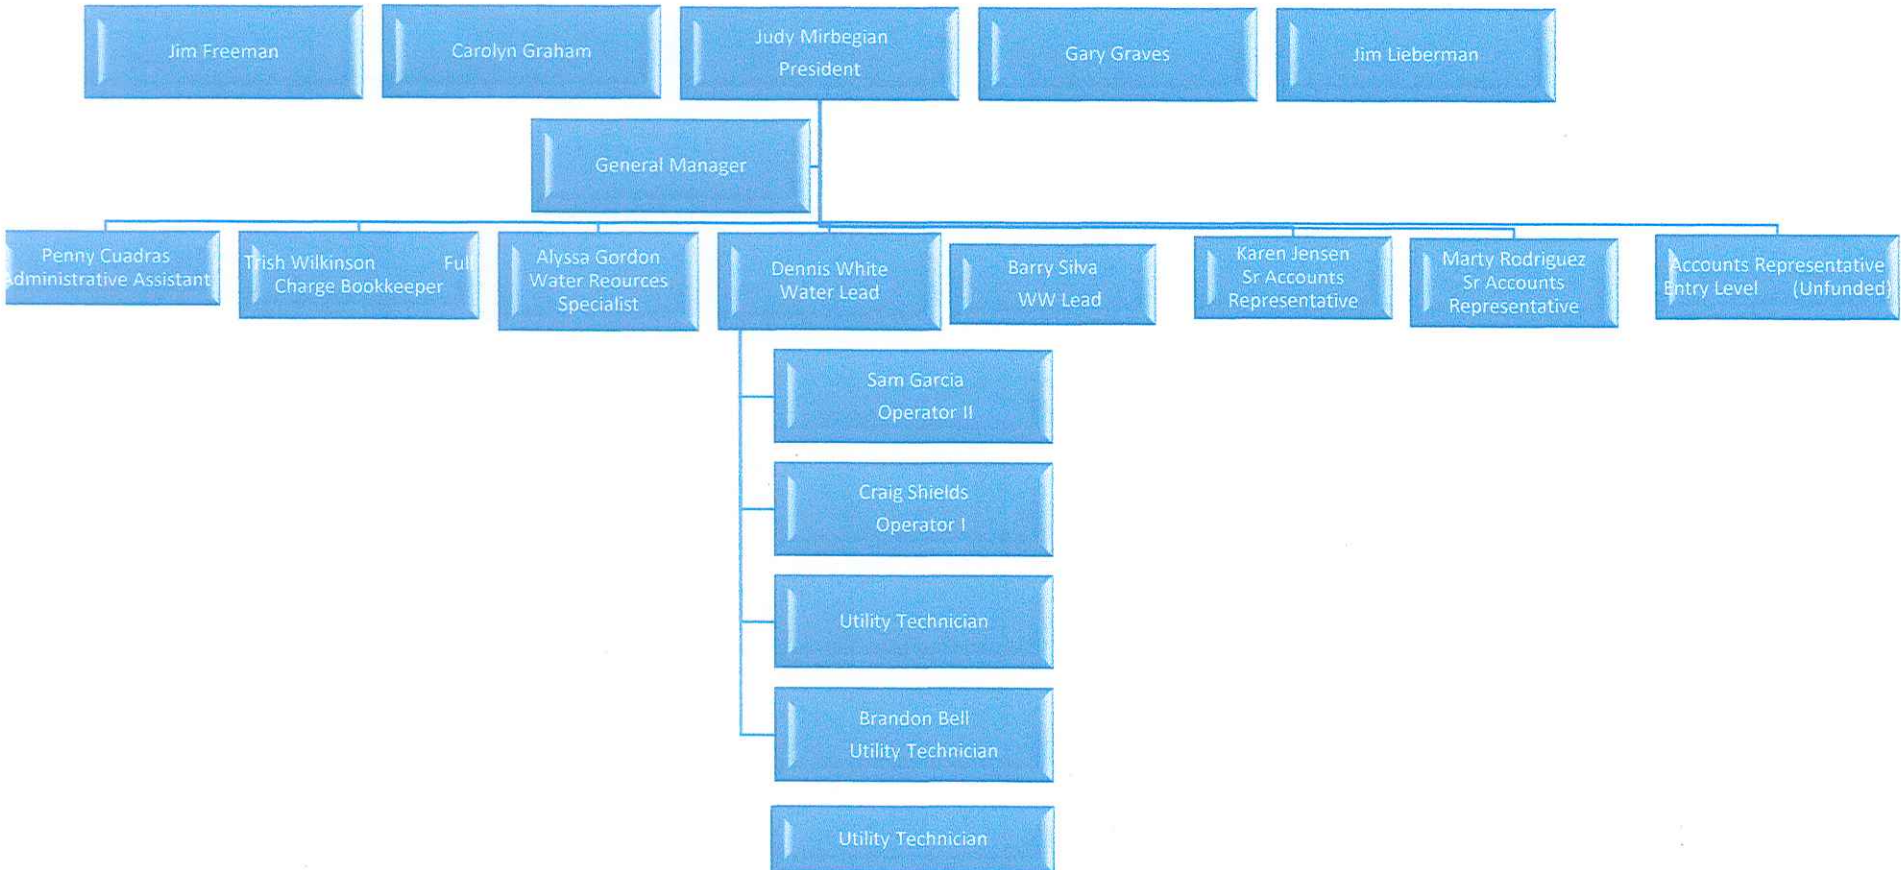 Jim Freeman
Carolyn Graham
Judy Mirbegian
President
Gary Graves
Jim Lieberman
General Manager
Penny Cuadras
Administrative Assistant
Trish Wilkinson Full
Charge Bookkeeper
Alyssa Gordon
Water Reources
Specialist
Dennis White
Water Lead
Barry Silva
WW Lead
Karen Jensen
Sr Accounts
Representative
Marty Rodriguez
Sr Accounts
Representative
Accounts Representative
Entry Level (Unfunded)
Sam Garcia
Operator II
Craig Shields
Operator I
Utility Technician
Brandon Bell
Utility Technician
Utility Technician